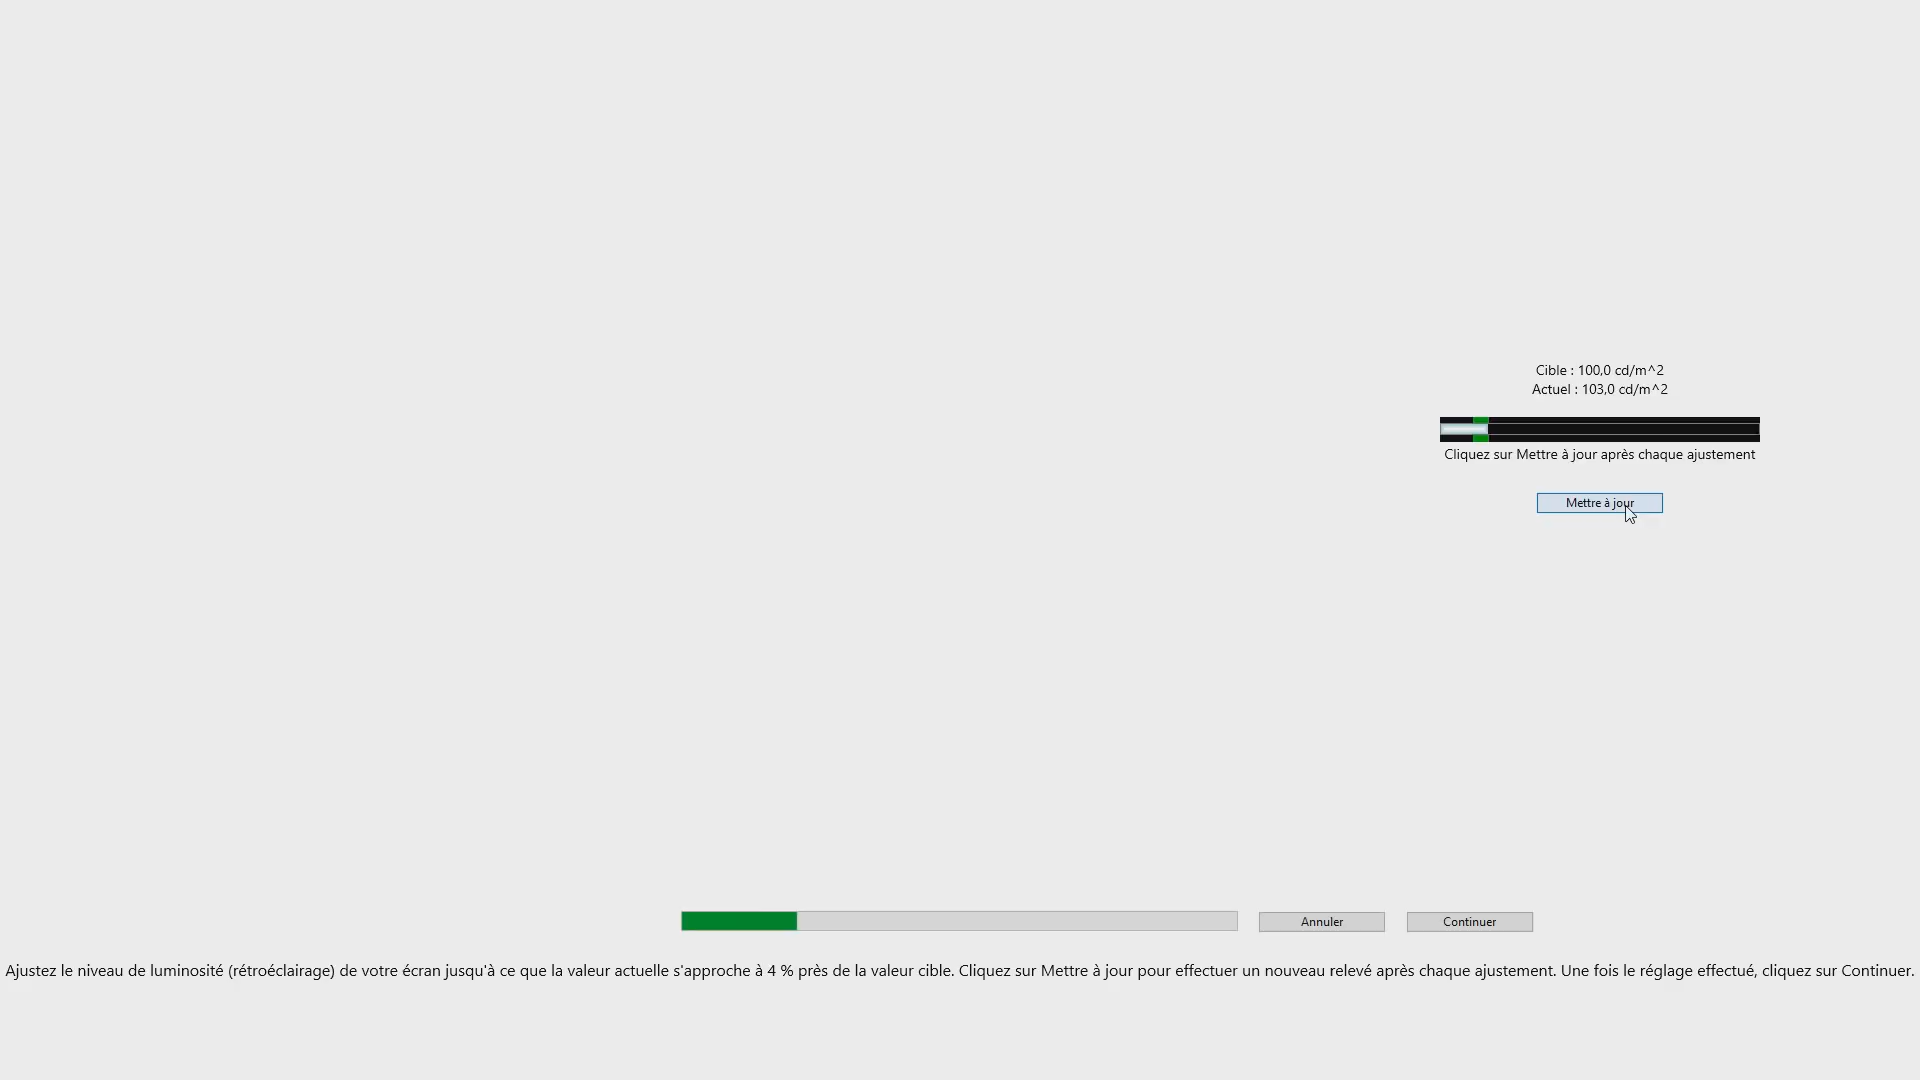 Cible : 100,0 cd/m^2
Actuel : 103,0 cd/m^2
Cliquez sur Mettre à jour après chaque ajustement
Mettre à jour
Annuler
Continuer
Ajustez le niveau de luminosité (rétroéclairage) de votre écran jusqu'à ce que la valeur actuelle s'approche à 4 % près de la valeur cible. Cliquez sur Mettre à jour pour effectuer un nouveau relevé après chaque ajustement. Une fois le réglage effectué, cliquez sur Continuer.